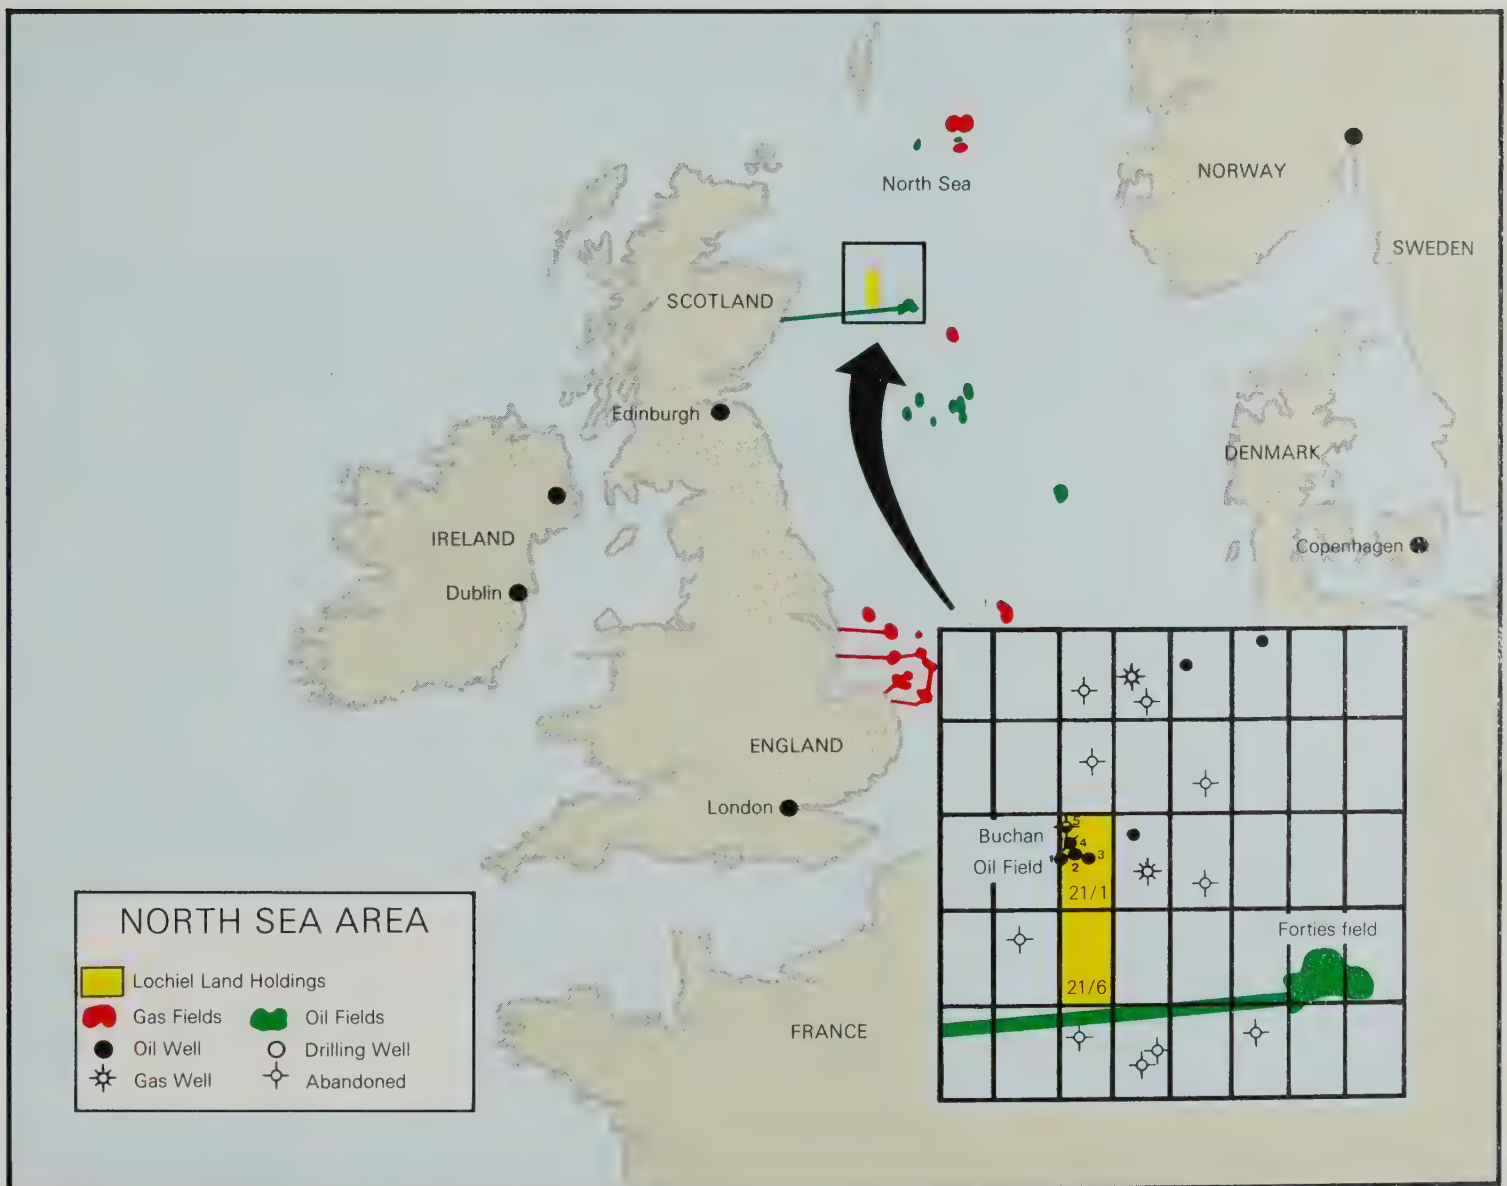 North Sea
NORWAY
SWEDEN
SCOTLAND
Edinburgh
DENMARK
IRELAND
Copenhagen
Dublin
ENGLAND
London
Buchan
Oil Field
5
4
1
3
2
21/1
Forties field
21/6
FRANCE
NORTH SEA AREA
Lochiel Land Holdings
Gas Fields
Oil Fields
Oil Well
Drilling Well
Gas Well
Abandoned